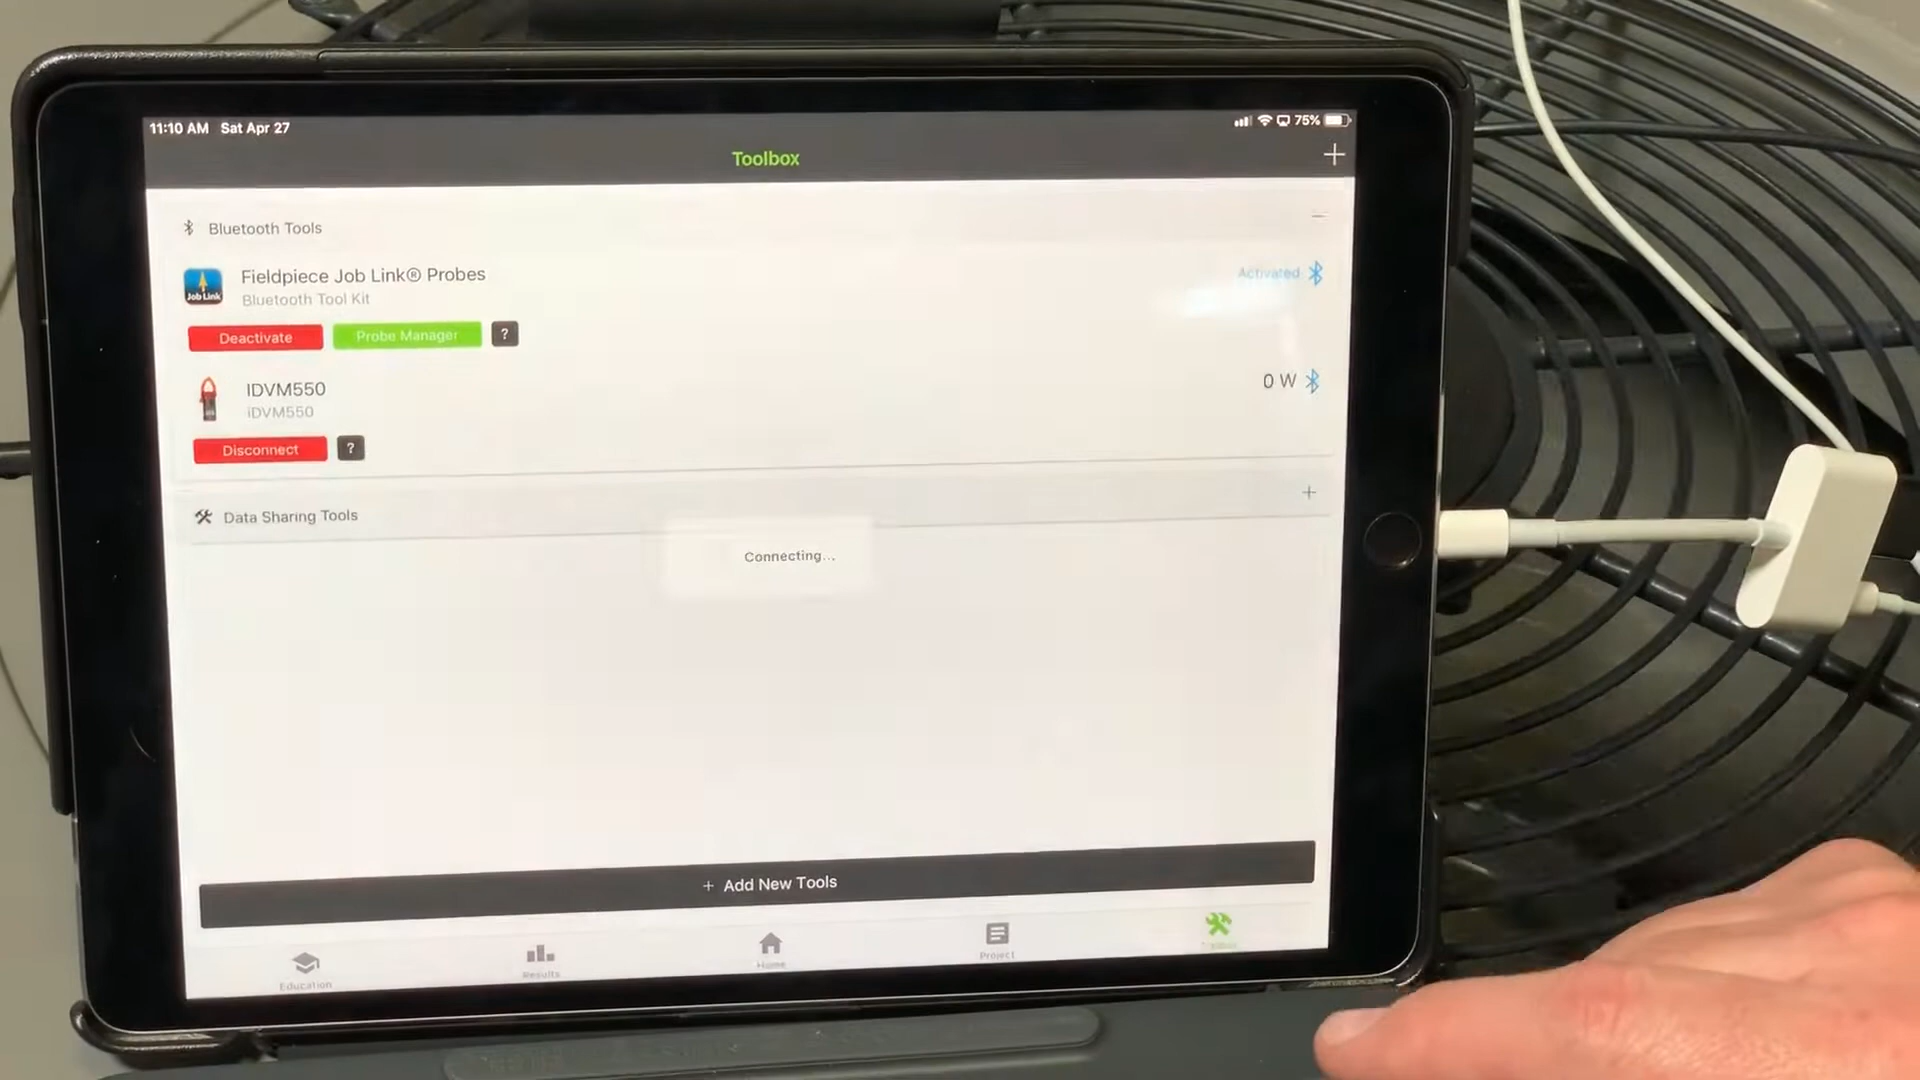 11:10 AM Sat Apr 27
75%
Toolbox
Bluetooth Tools
Fieldpiece Job Link® Probes
Bluetooth Tool Kit
Activated
Job Link
Deactivate
Probe Manager
?
IDVM550
iDVM550
0 W
Disconnect
?
Data Sharing Tools
+
Connecting...
+ Add New Tools
Education
Results
Home
Project
Toolbox